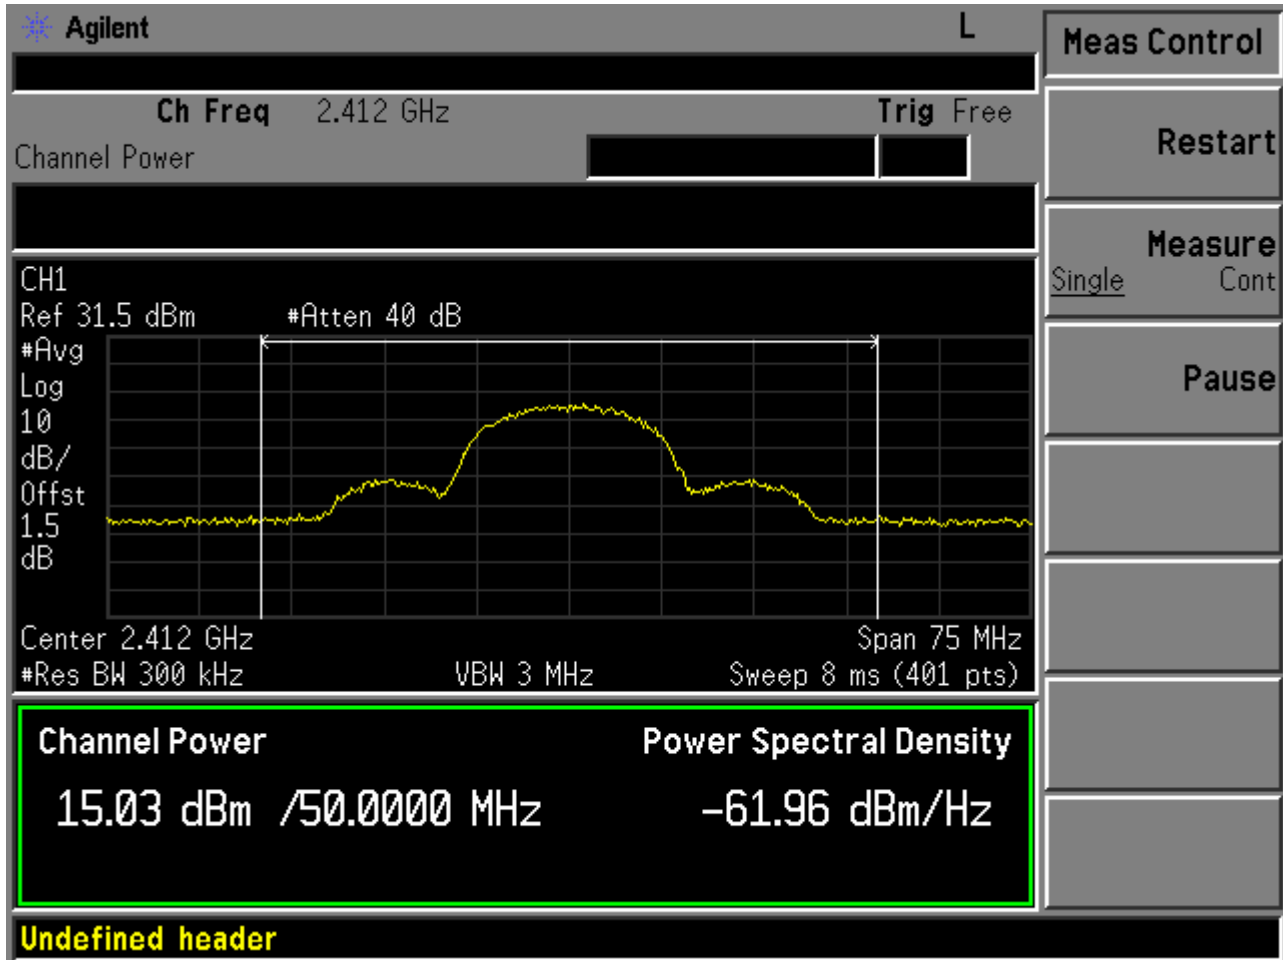 Agilent L
Meas Control
Ch Freq 2.412 GHz Trig Free
Channel Power
Restart
Measure
Single Cont
Pause
CH1
Ref 31.5 dBm #Atten 40 dB
#Avg
Log
10
dB/
Offst
1.5
dB
Center 2.412 GHz Span 75 MHz
#Res BW 300 kHz VBW 3 MHz Sweep 8 ms (401 pts)
Channel Power Power Spectral Density
15.03 dBm /50.0000 MHz -61.96 dBm/Hz
Undefined header